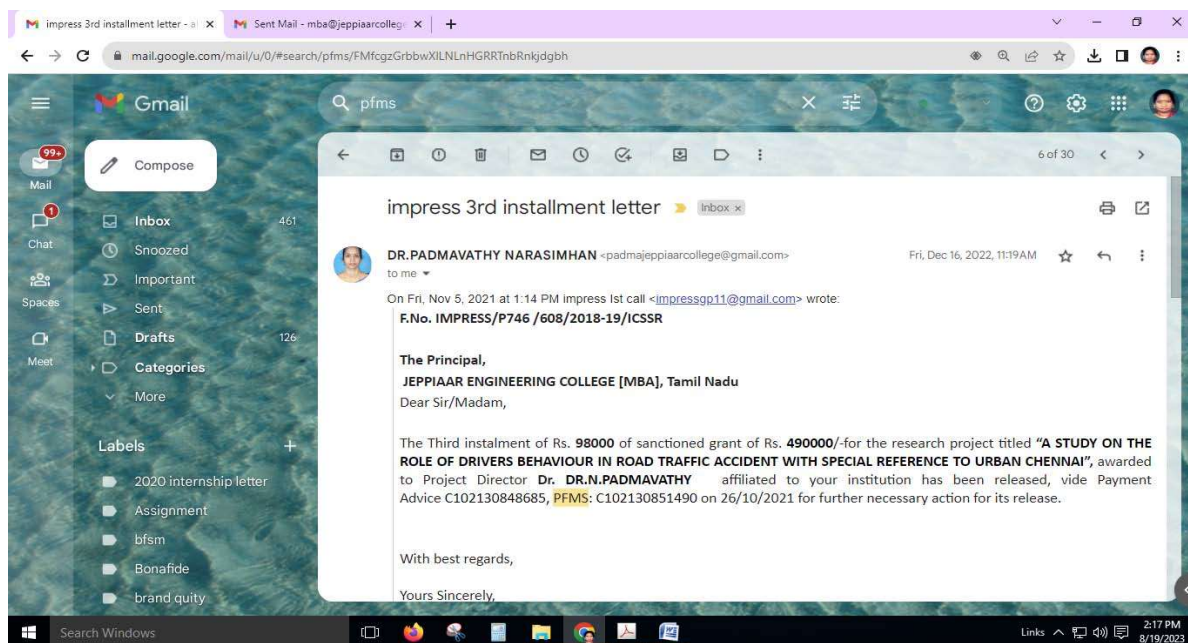 impress 3rd installment letter - a
Sent Mail - mba@jeppiaarcolleg
mail.google.com/mail/u/0/#search/pfms/FMfcgzGrbbwXlLNLnHGRRTnbRnkjdgbh
Gmail
pfms
99+
Mail
Compose
6 of 30
1
Chat
Spaces
Meet
Inbox 461
Snoozed
Important
Sent
Drafts 126
Categories
More
Labels
2020 internship letter
Assignment
bfsm
Bonafide
brand quity
impress 3rd installment letter Inbox x
DR.PADMAVATHY NARASIMHAN <padmajeppiaarcollege@gmail.com> Fri, Dec 16, 2022, 11:19 AM
to me
On Fri, Nov 5, 2021 at 1:14 PM impress Ist call <impressgp11@gmail.com> wrote:
F.No. IMPRESS/P746 /608/2018-19/ICSSR
The Principal,
JEPPIAAR ENGINEERING COLLEGE [MBA], Tamil Nadu
Dear Sir/Madam,
The Third instalment of Rs. 98000 of sanctioned grant of Rs. 490000/-for the research project titled “A STUDY ON THE
ROLE OF DRIVERS BEHAVIOUR IN ROAD TRAFFIC ACCIDENT WITH SPECIAL REFERENCE TO URBAN CHENNAI”, awarded
to Project Director Dr. DR.N.PADMAVATHY affiliated to your institution has been released, vide Payment
Advice C102130848685, PFMS: C102130851490 on 26/10/2021 for further necessary action for its release.
With best regards,
Yours Sincerely,
Search Windows
Links
2:17 PM
8/19/2023